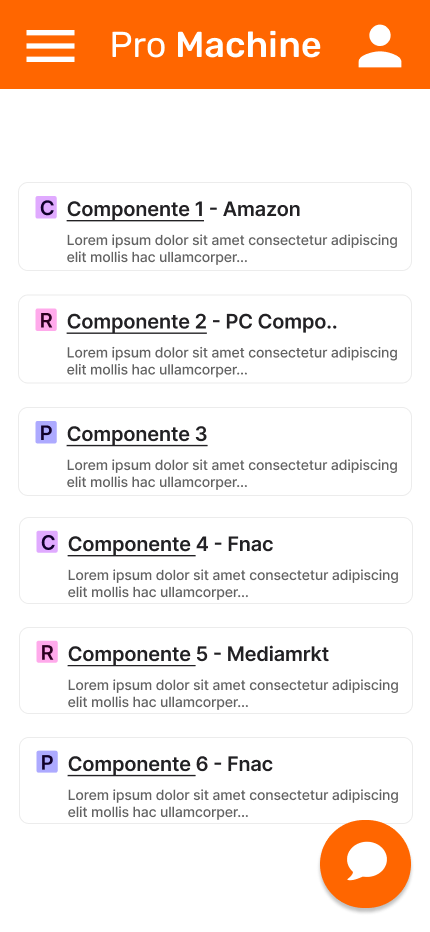 Pro Machine
C Componente 1 - Amazon
Lorem ipsum dolor sit amet consectetur adipiscing
elit mollis hac ullamcorper...
R Componente 2 - PC Compo..
Lorem ipsum dolor sit amet consectetur adipiscing
elit mollis hac ullamcorper...
P Componente 3
Lorem ipsum dolor sit amet consectetur adipiscing
elit mollis hac ullamcorper...
C Componente 4 - Fnac
Lorem ipsum dolor sit amet consectetur adipiscing
elit mollis hac ullamcorper...
R Componente 5 - Mediamrkt
Lorem ipsum dolor sit amet consectetur adipiscing
elit mollis hac ullamcorper...
P Componente 6 - Fnac
Lorem ipsum dolor sit amet consectetur adipiscing
elit mollis hac ullamcorper...